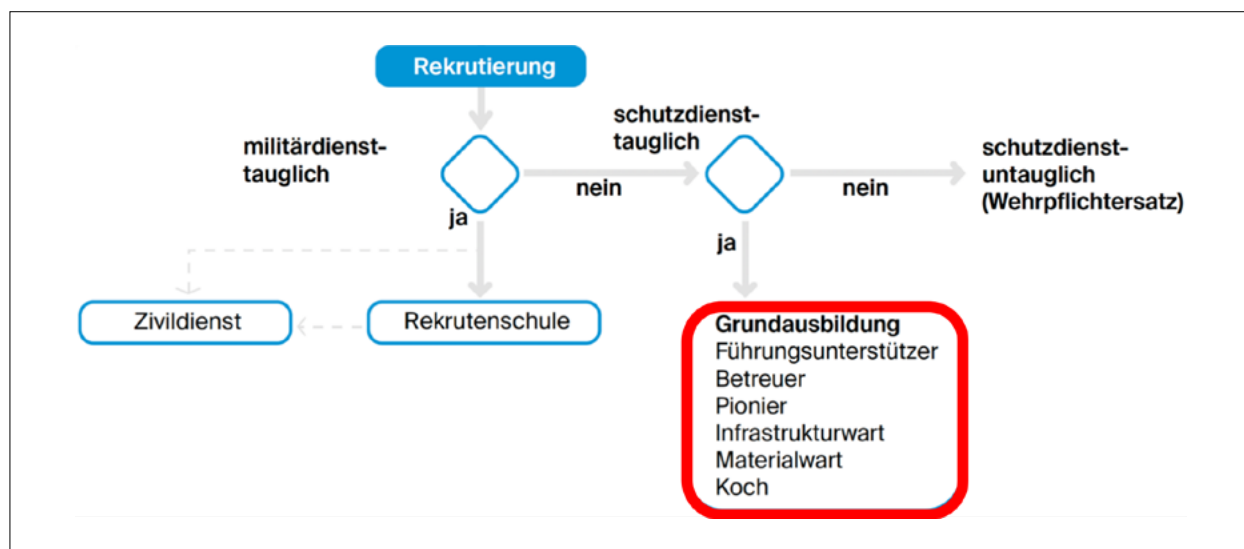 Rekrutierung
militärdienst-
tauglich
schutzdienst-
tauglich
schutzdienst-
untauglich
(Wehrpflichtersatz)
nein
nein
ja
ja
Zivildienst
Rekrutenschule
Grundausbildung
Führungsunterstützer
Betreuer
Pionier
Infrastrukturwart
Materialwart
Koch